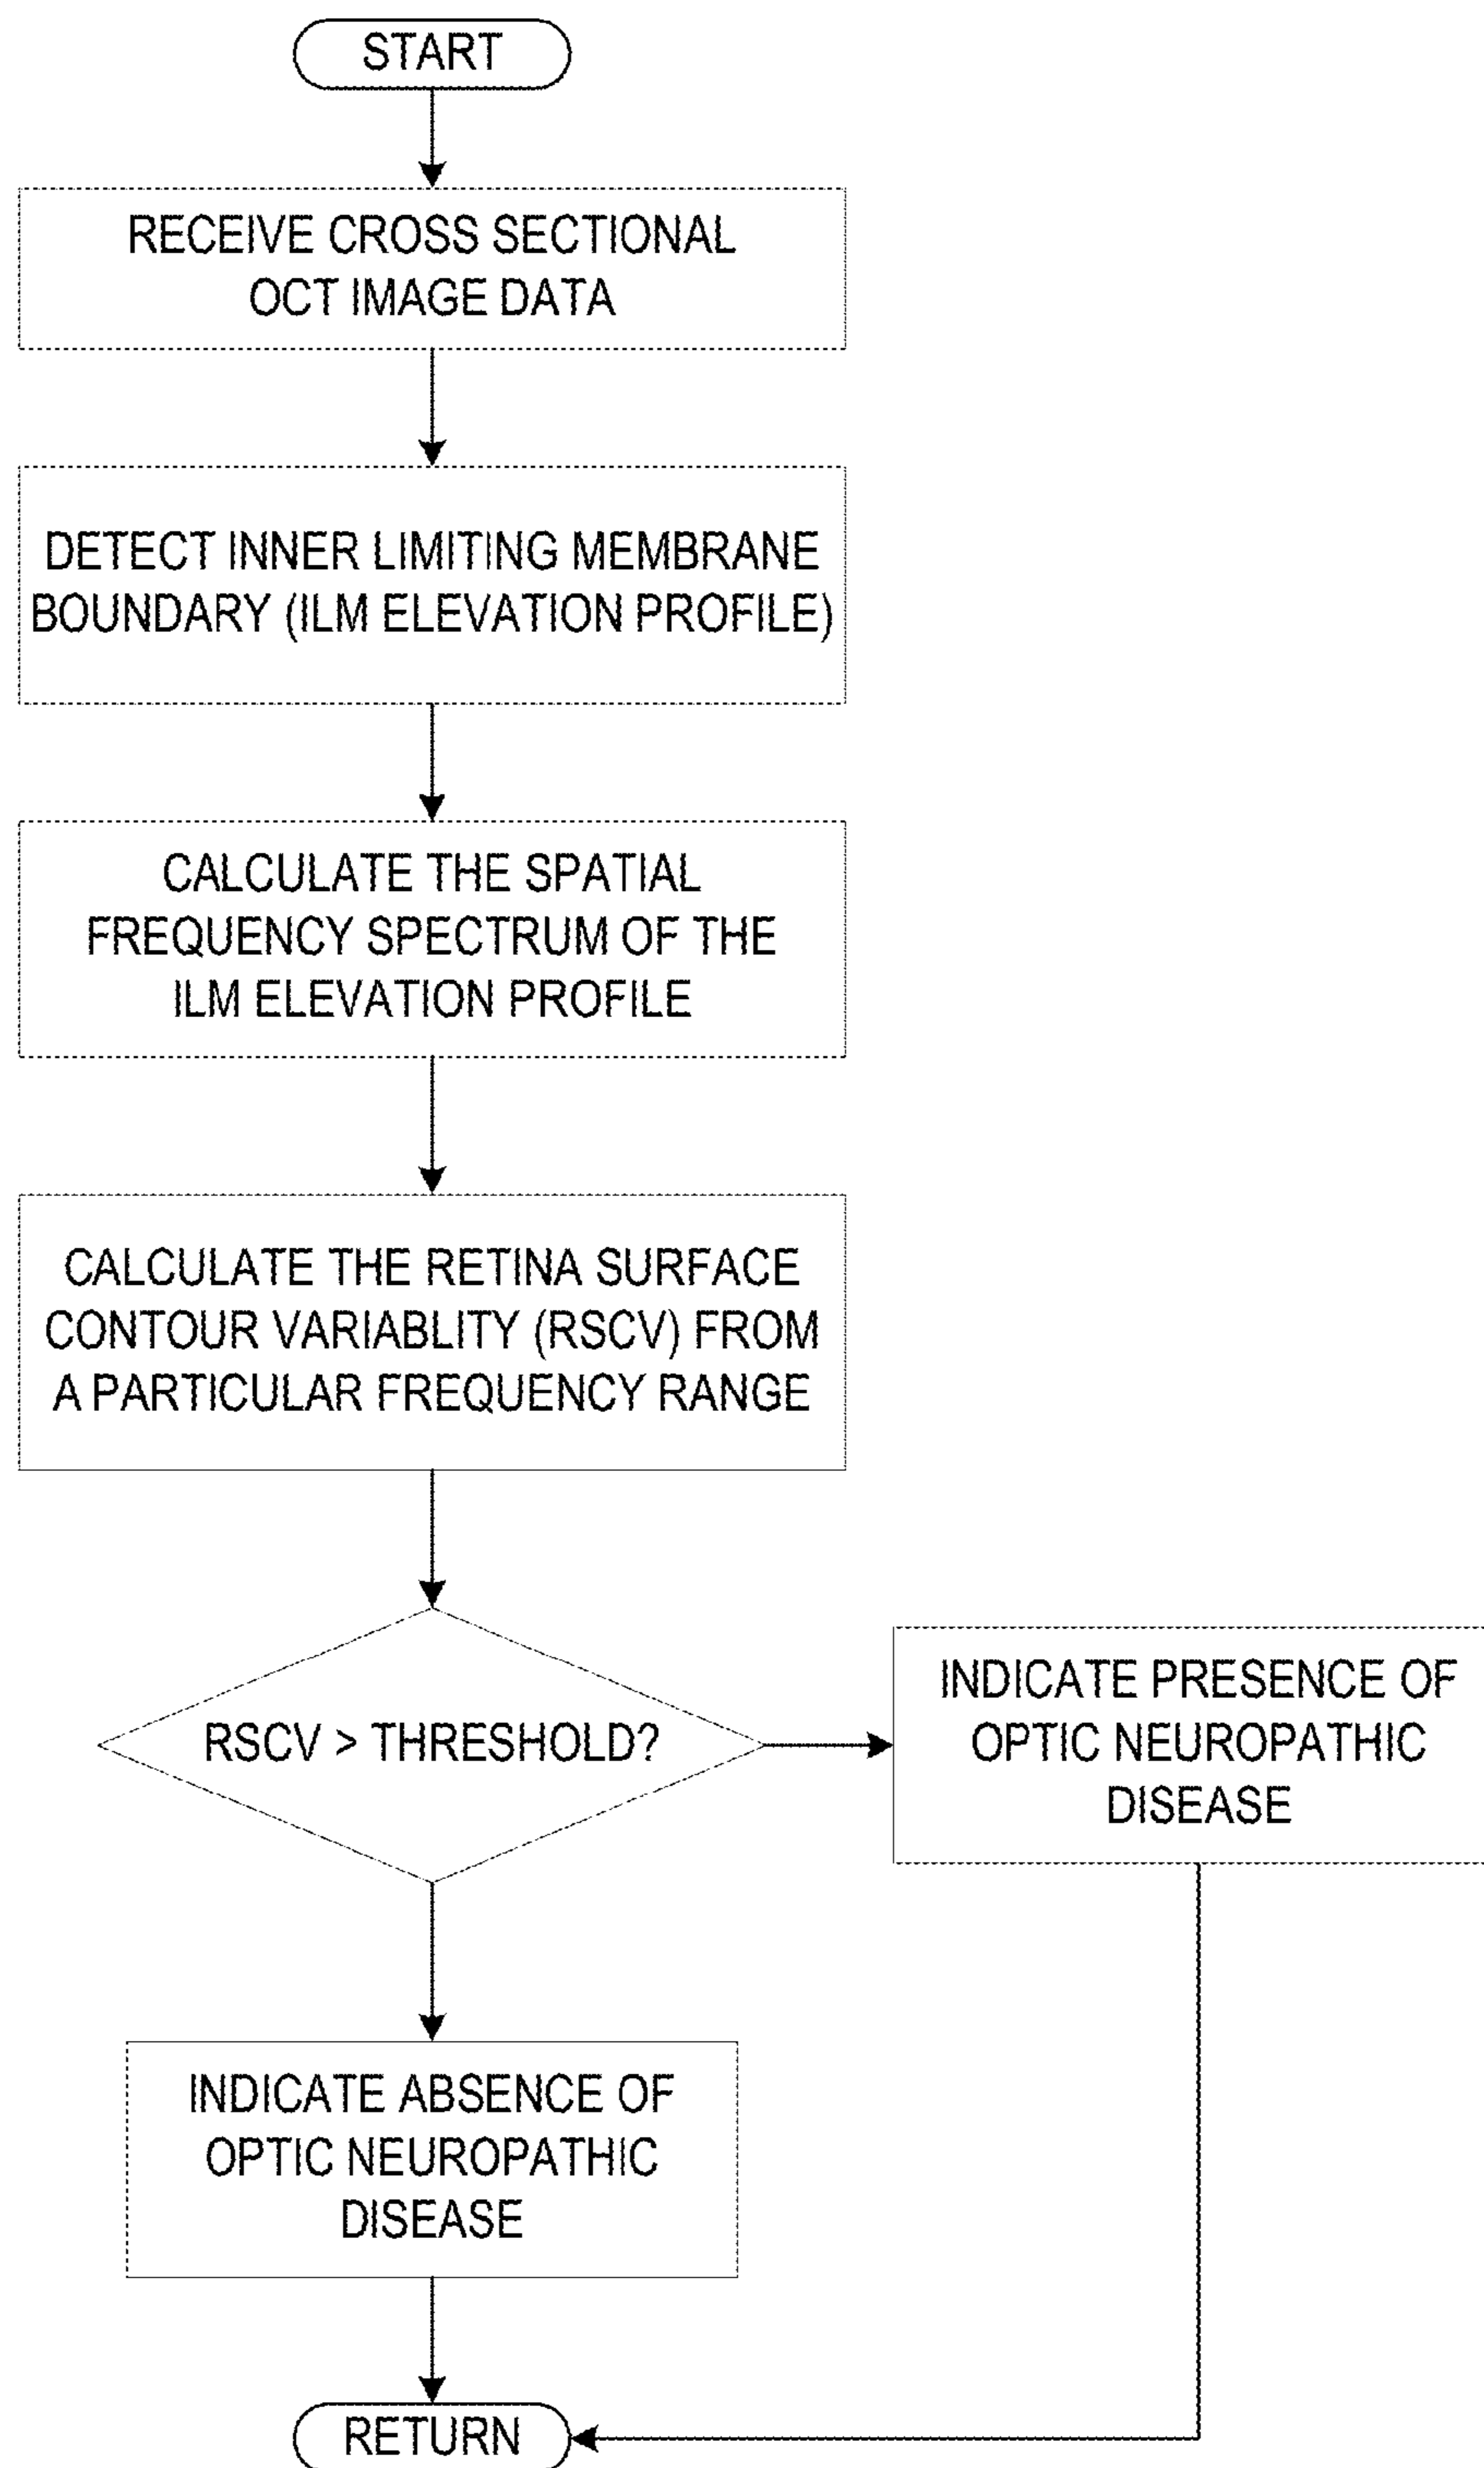 START
RECEIVE CROSS SECTIONAL
OCT IMAGE DATA
DETECT INNER LIMITING MEMBRANE
BOUNDARY (ILM ELEVATION PROFILE)
CALCULATE THE SPATIAL
FREQUENCY SPECTRUM OF THE
ILM ELEVATION PROFILE
CALCULATE THE RETINA SURFACE
CONTOUR VARIABLITY (RSCV) FROM
A PARTICULAR FREQUENCY RANGE
RSCV > THRESHOLD?
INDICATE PRESENCE OF
OPTIC NEUROPATHIC
DISEASE
INDICATE ABSENCE OF
OPTIC NEUROPATHIC
DISEASE
RETURN